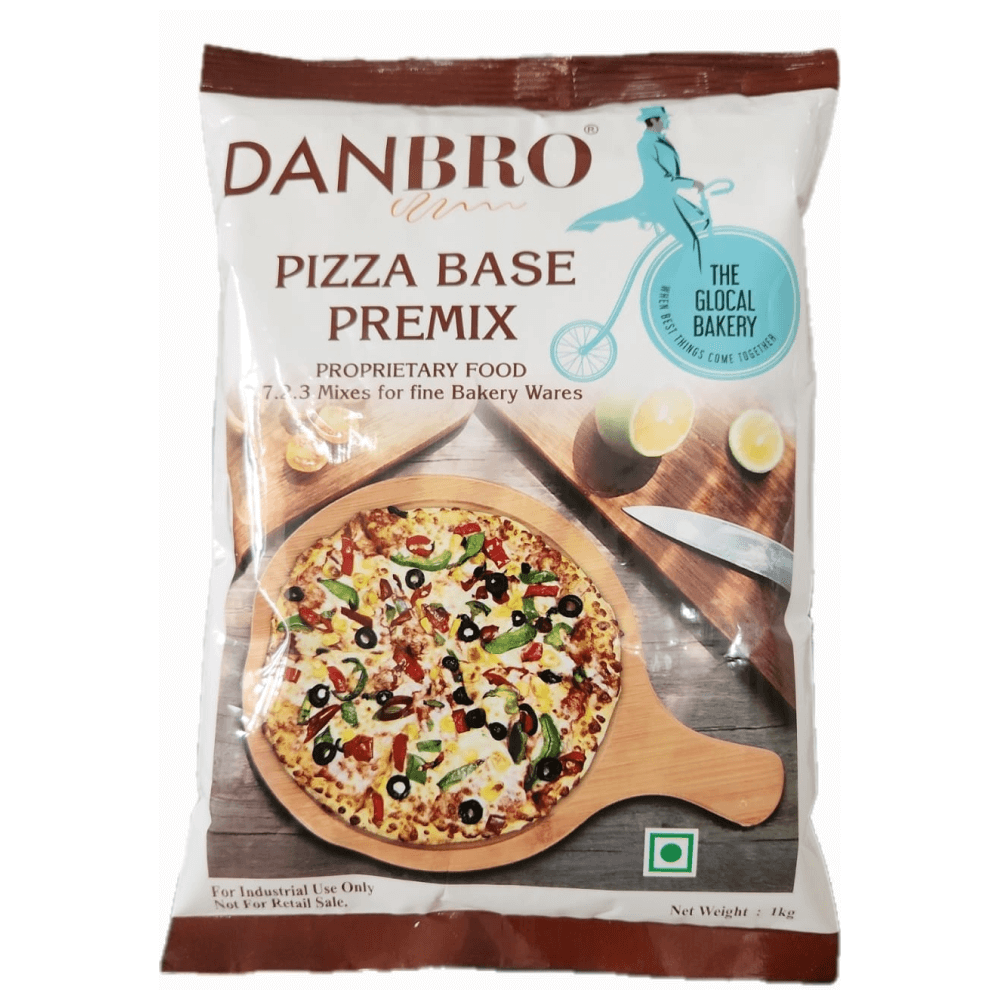 DANBRO®
PIZZA BASE
PREMIX
PROPRIETARY FOOD
7.2.3 Mixes for fine Bakery Wares
THE
GLOCAL
BAKERY
WHEN BEST THINGS COME TOGETHER
For Industrial Use Only
Not For Retail Sale.
Net Weight : 1kg